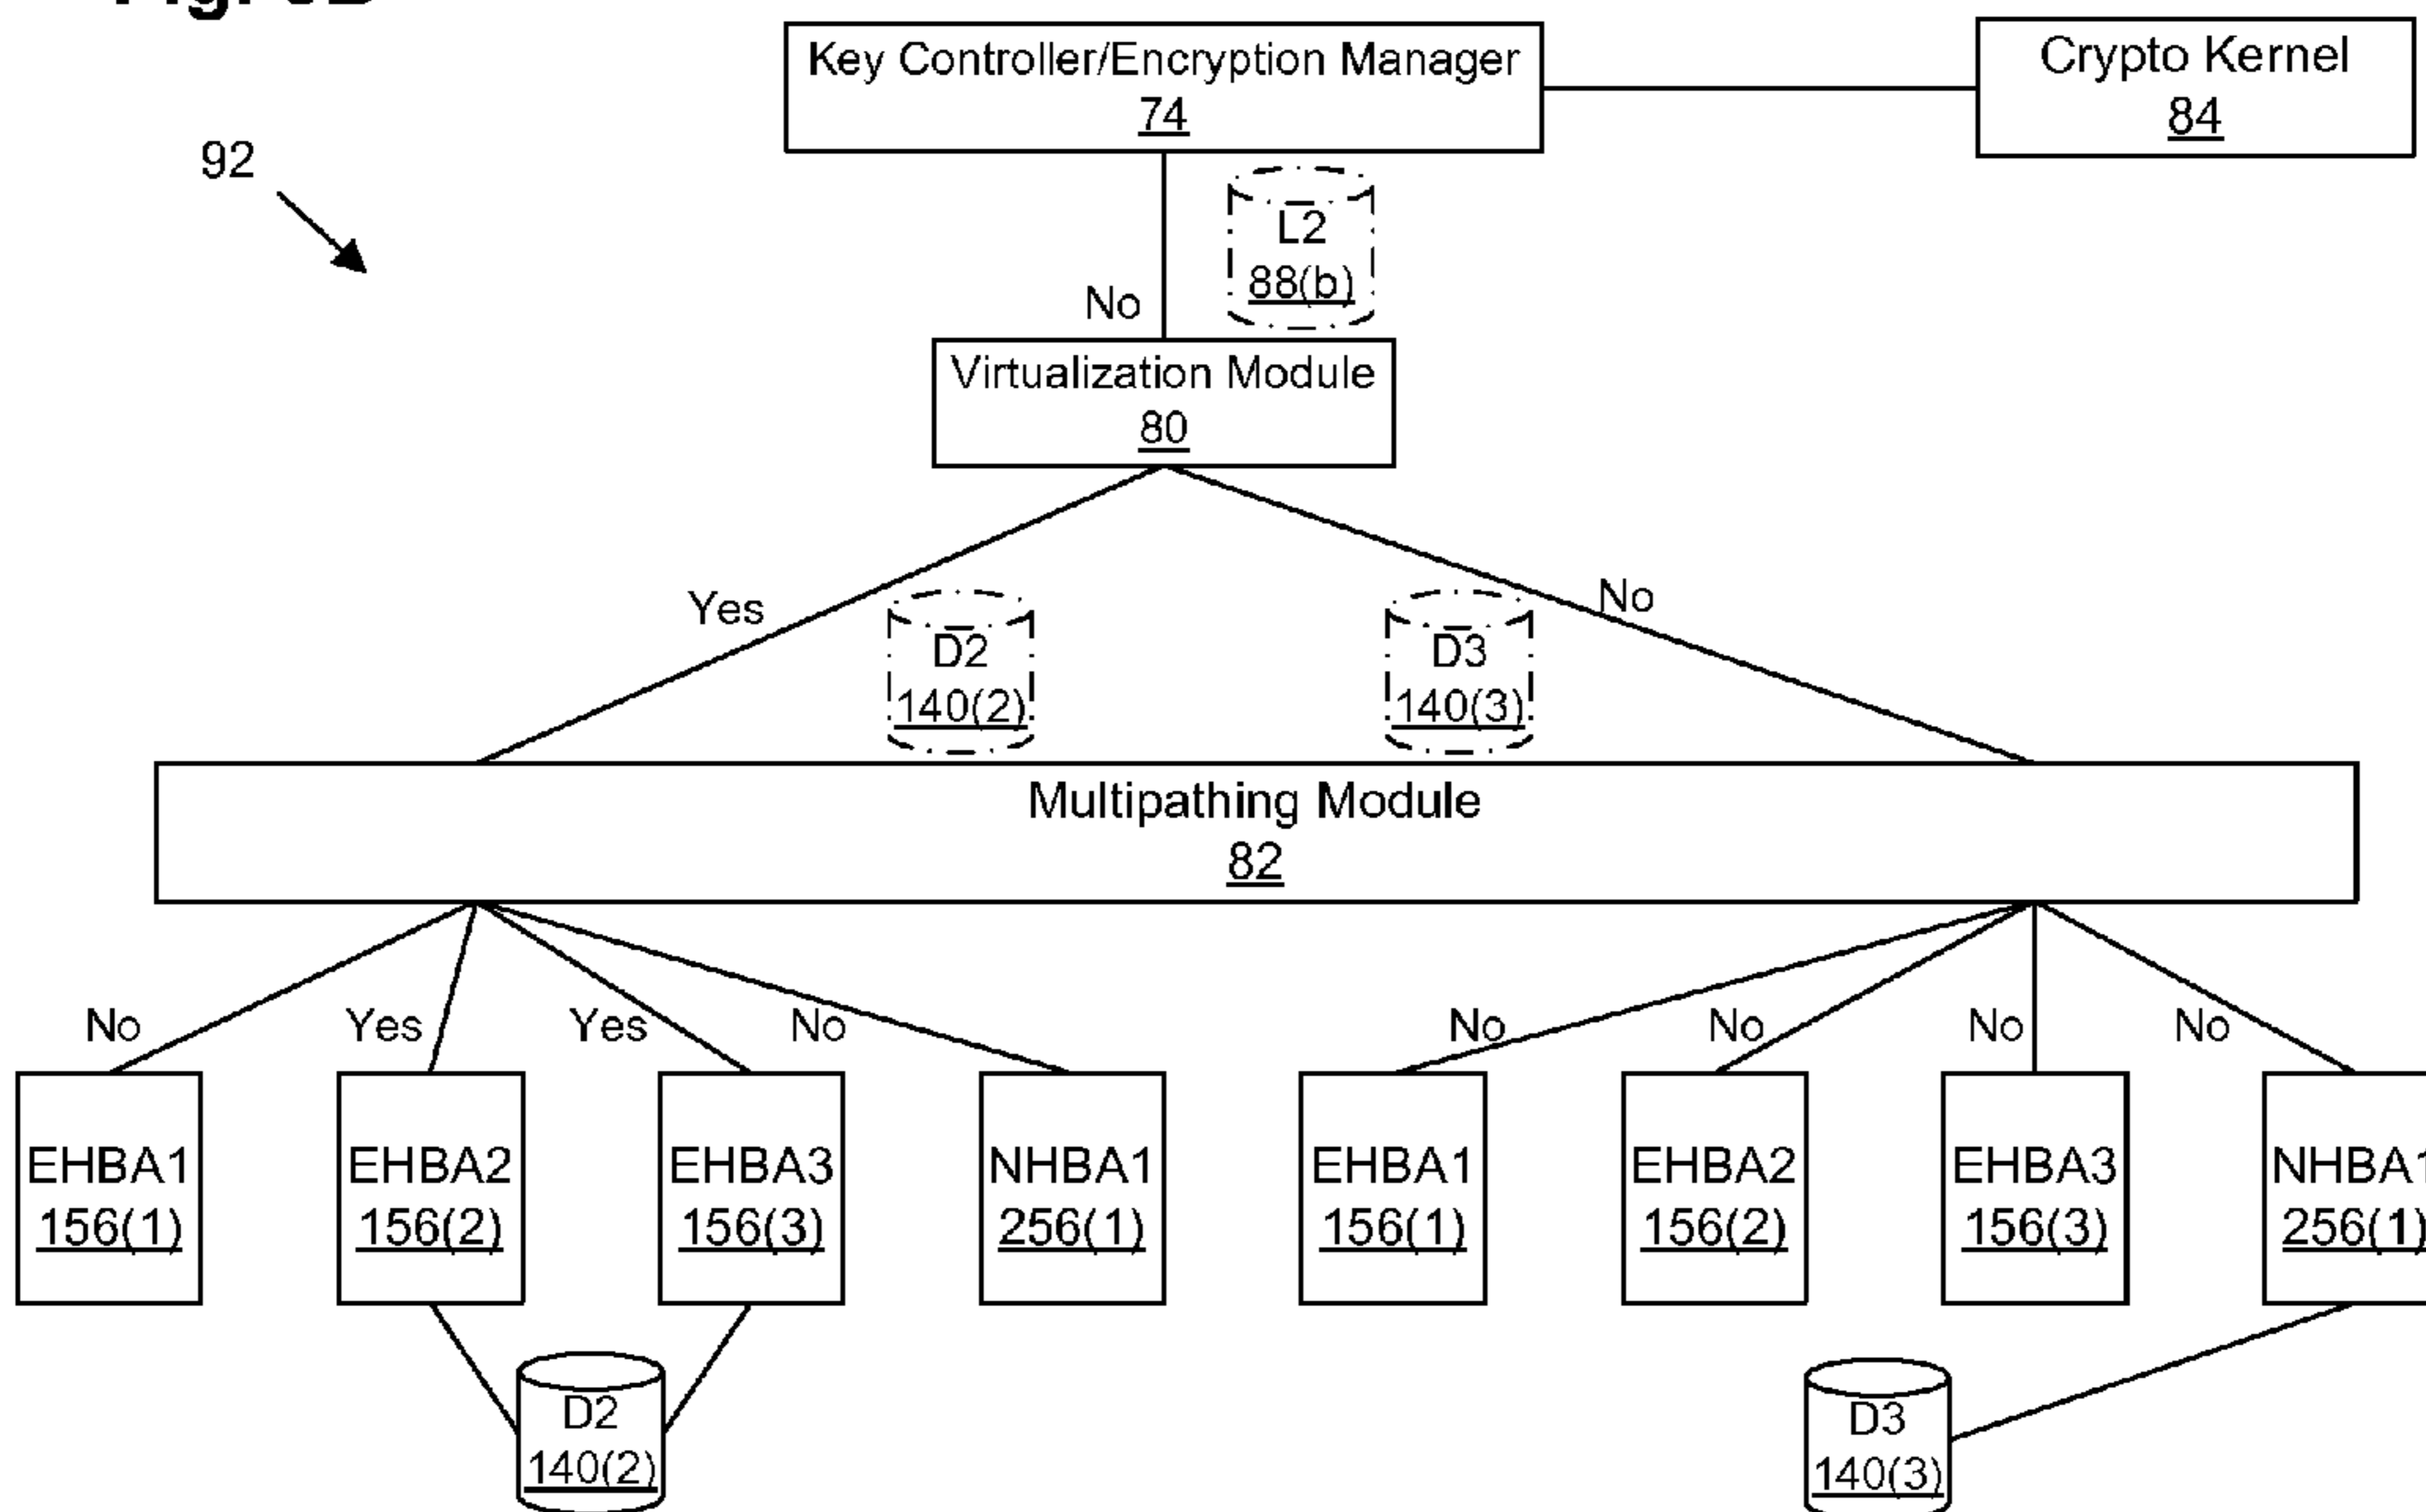 Key Controller/Encryption Manager
74
Crypto Kernel
84
92
L2
88(b)
No
Virtualization Module
80
Yes
No
D2
140(2)
D3
140(3)
Multipathing Module
82
No
Yes
Yes
No
No
No
No
No
EHBA1
156(1)
EHBA2
156(2)
EHBA3
156(3)
NHBA1
256(1)
EHBA1
156(1)
EHBA2
156(2)
EHBA3
156(3)
NHBA1
256(1)
D2
140(2)
D3
140(3)